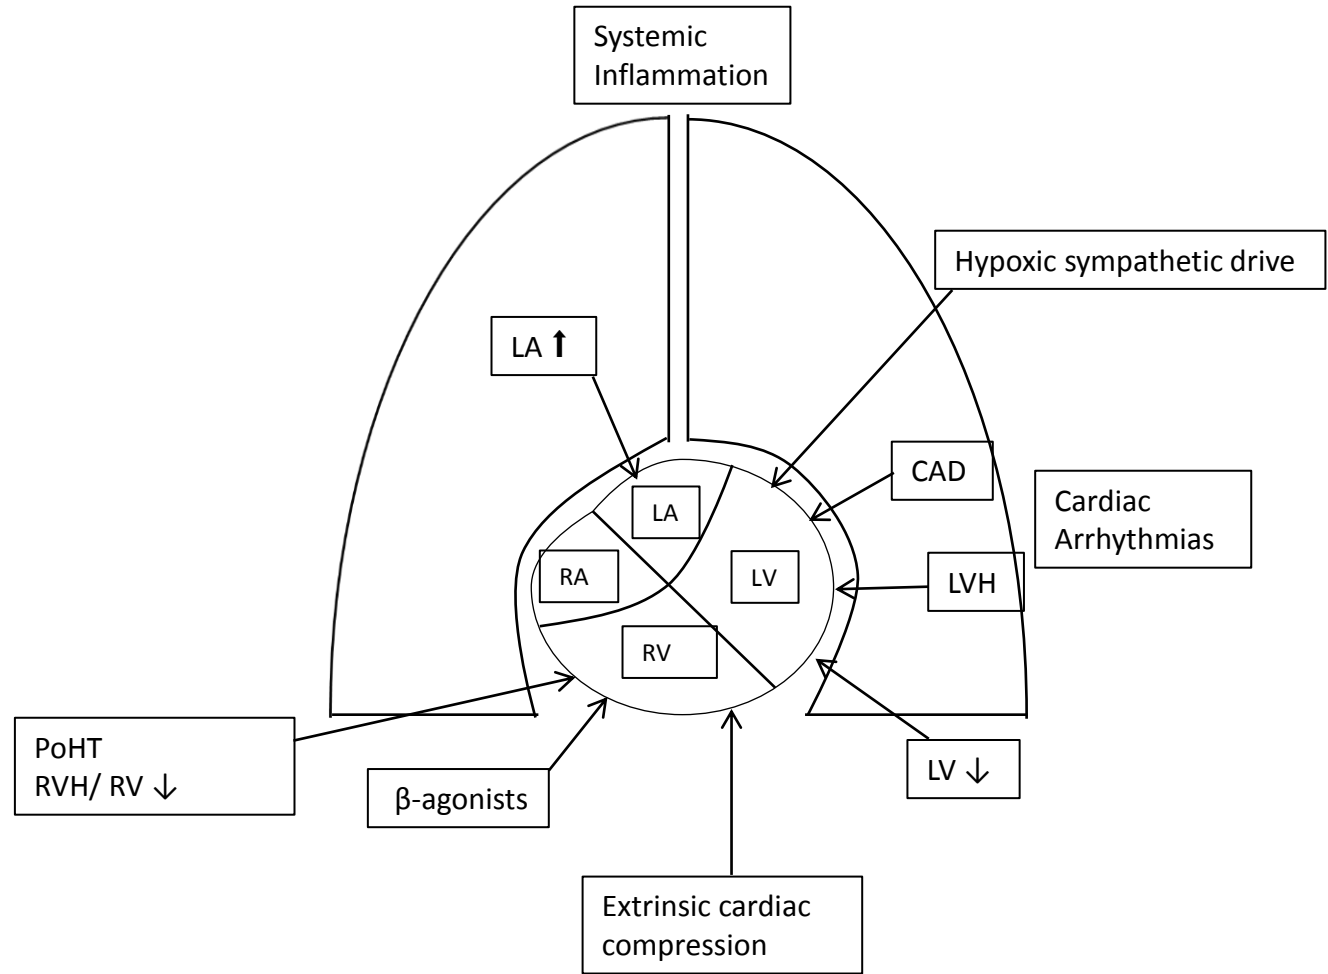 Systemic
Inflammation
Hypoxic sympathetic drive
LA ⬆
CAD
Cardiac
Arrhythmias
LA
RA
LV
LVH
RV
PoHT
RVH/ RV ↓
β-agonists
LV ↓
Extrinsic cardiac
compression